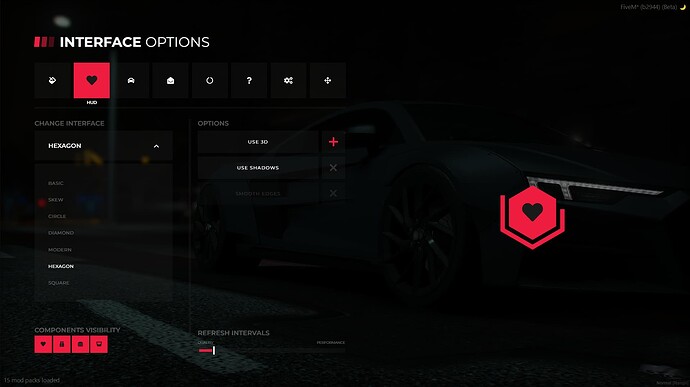 FiveM* (b2944) (Beta)
INTERFACE OPTIONS
?
HUD
CHANGE INTERFACE
OPTIONS
HEXAGON
USE 3D
USE SHADOWS
SMOOTH EDGES
BASIC
SKEW
CIRCLE
DIAMOND
MODERN
HEXAGON
SQUARE
COMPONENTS VISIBILITY
REFRESH INTERVALS
PERFORMANCE
15 mod packs loaded